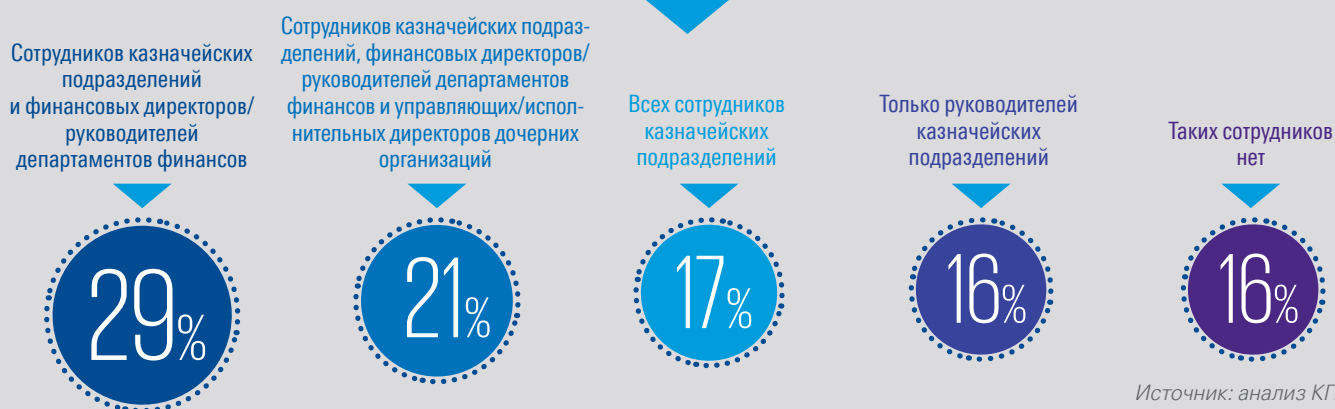 Сотрудников казначейских
подразделений
и финансовых директоров/
руководителей
департаментов финансов
29%
Сотрудников казначейских подраз-
делений, финансовых директоров/
руководителей департаментов
финансов и управляющих/испол-
нительных директоров дочерних
организаций
21%
Всех сотрудников
казначейских
подразделений
17%
Только руководителей
казначейских
подразделений
16%
Таких сотрудников
нет
16%
Источник: анализ